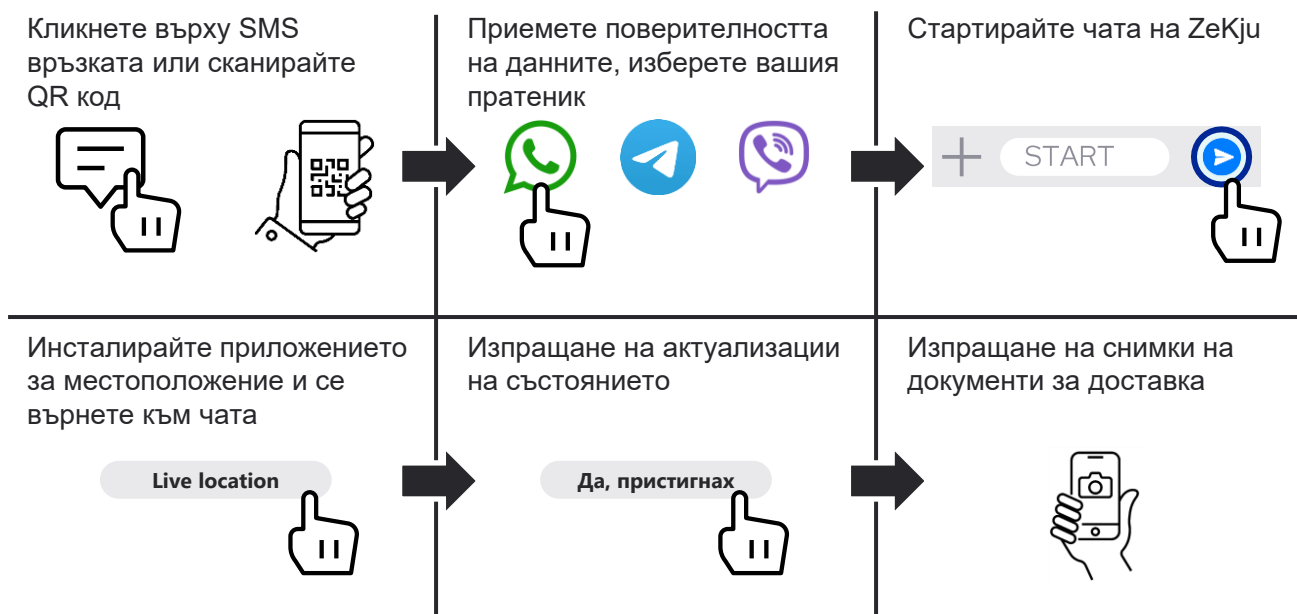 Кликнете върху SMS
връзката или сканирайте
QR код
Приемете поверителността
на данните, изберете вашия
пратеник
Стартирайте чата на ZeKju
START
Инсталирайте приложението
за местоположение и се
върнете към чата
Live location
Изпращане на актуализации
на състоянието
Да, пристигнах
Изпращане на снимки на
документи за доставка